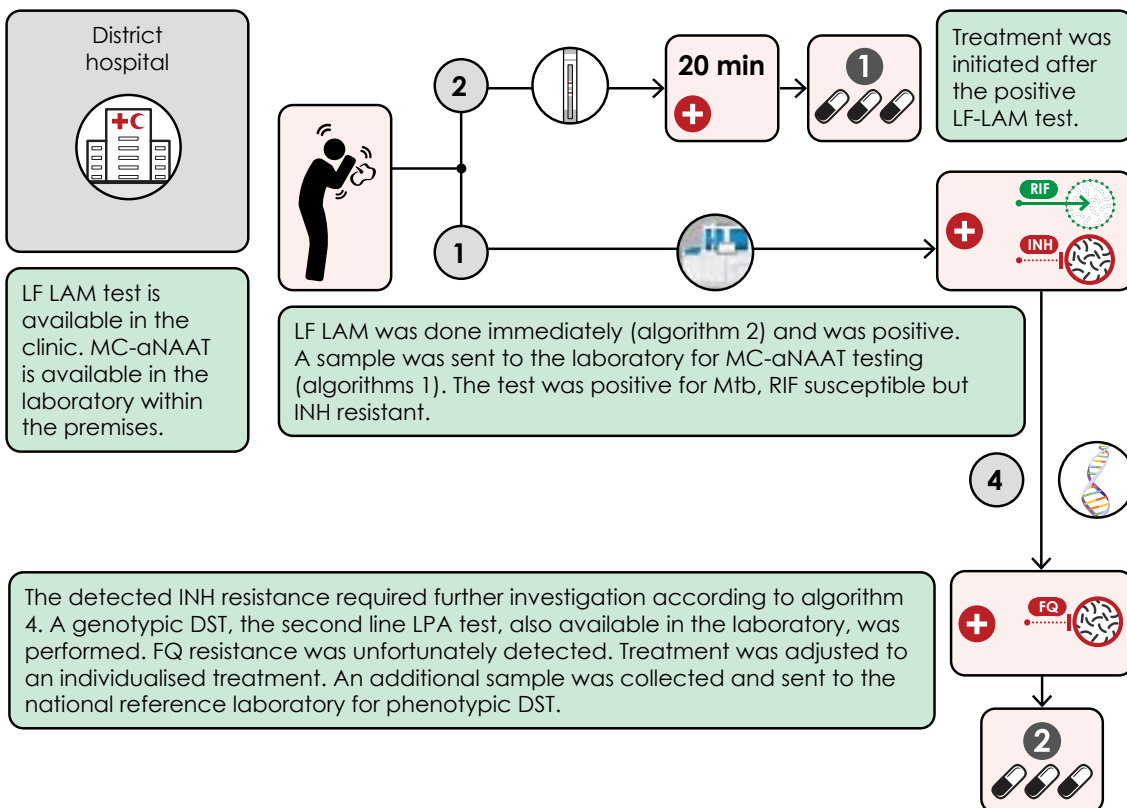 District
hospital
LF LAM test is
available in the
clinic. MC-aNAAT
is available in the
laboratory within
the premises.
2
20 min
1
Treatment was
initiated after
the positive
LF-LAM test.
1
RIF
INH
LF LAM was done immediately (algorithm 2) and was positive.
A sample was sent to the laboratory for MC-aNAAT testing
(algorithms 1). The test was positive for Mtb, RIF susceptible but
INH resistant.
4
The detected INH resistance required further investigation according to algorithm
4. A genotypic DST, the second line LPA test, also available in the laboratory, was
performed. FQ resistance was unfortunately detected. Treatment was adjusted to
an individualised treatment. An additional sample was collected and sent to the
national reference laboratory for phenotypic DST.
FQ
2